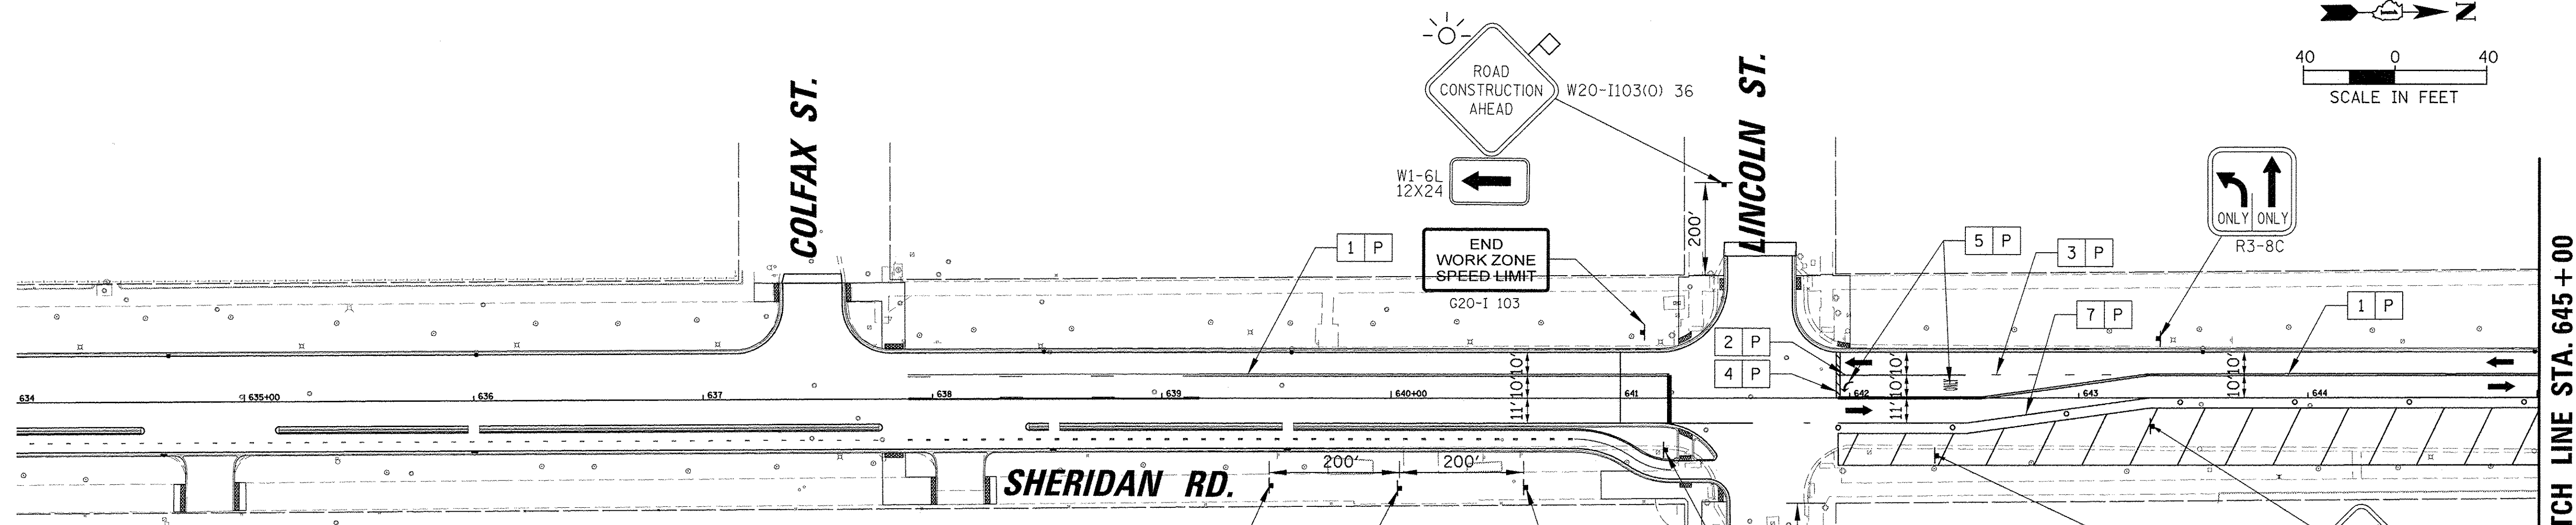 N
40 0 40
SCALE IN FEET
COLFAX ST.
LINCOLN ST.
ROAD
CONSTRUCTION
AHEAD
W20-I103(O) 36
W1-6L
12X24
200'
END
WORK ZONE
SPEED LIMIT
G20-I 103
1 P
5 P
3 P
7 P
1 P
2 P
4 P
ONLY ONLY
R3-8C
ONLY
634
635+00
636
637
638
639
640+00
641
642
643
644
11' 10' 10'
11' 10' 10'
10' 10'
SHERIDAN RD.
200' 200'
TCH LINE STA. 645+00